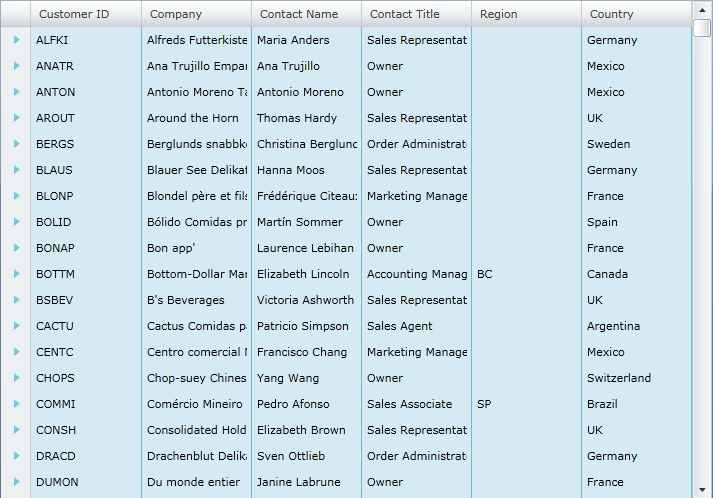 Customer ID Company Contact Name Contact Title Region Country
ALFKI Alfreds Futterkiste Maria Anders Sales Representat Germany
ANATR Ana Trujillo Empar Ana Trujillo Owner Mexico
ANTON Antonio Moreno Ta Antonio Moreno Owner Mexico
AROUT Around the Horn Thomas Hardy Sales Representat UK
BERGS Berglunds snabbk Christina Berglund Order Administrat Sweden
BLAUS Blauer See Delikat Hanna Moos Sales Representat Germany
BLONP Blondel père et fils Frédérique Citeaux Marketing Manage France
BOLID Bólido Comidas pr Martín Sommer Owner Spain
BONAP Bon app' Laurence Lebihan Owner France
BOTTM Bottom-Dollar Mar Elizabeth Lincoln Accounting Manag BC Canada
BSBEV B's Beverages Victoria Ashworth Sales Representat UK
CACTU Cactus Comidas pa Patricio Simpson Sales Agent Argentina
CENTC Centro comercial M Francisco Chang Marketing Manage Mexico
CHOPS Chop-suey Chines Yang Wang Owner Switzerland
COMMI Comércio Mineiro Pedro Afonso Sales Associate SP Brazil
CONSH Consolidated Hold Elizabeth Brown Sales Representat UK
DRACD Drachenblut Delika Sven Ottlieb Order Administrat Germany
DUMON Du monde entier Janine Labrune Owner France